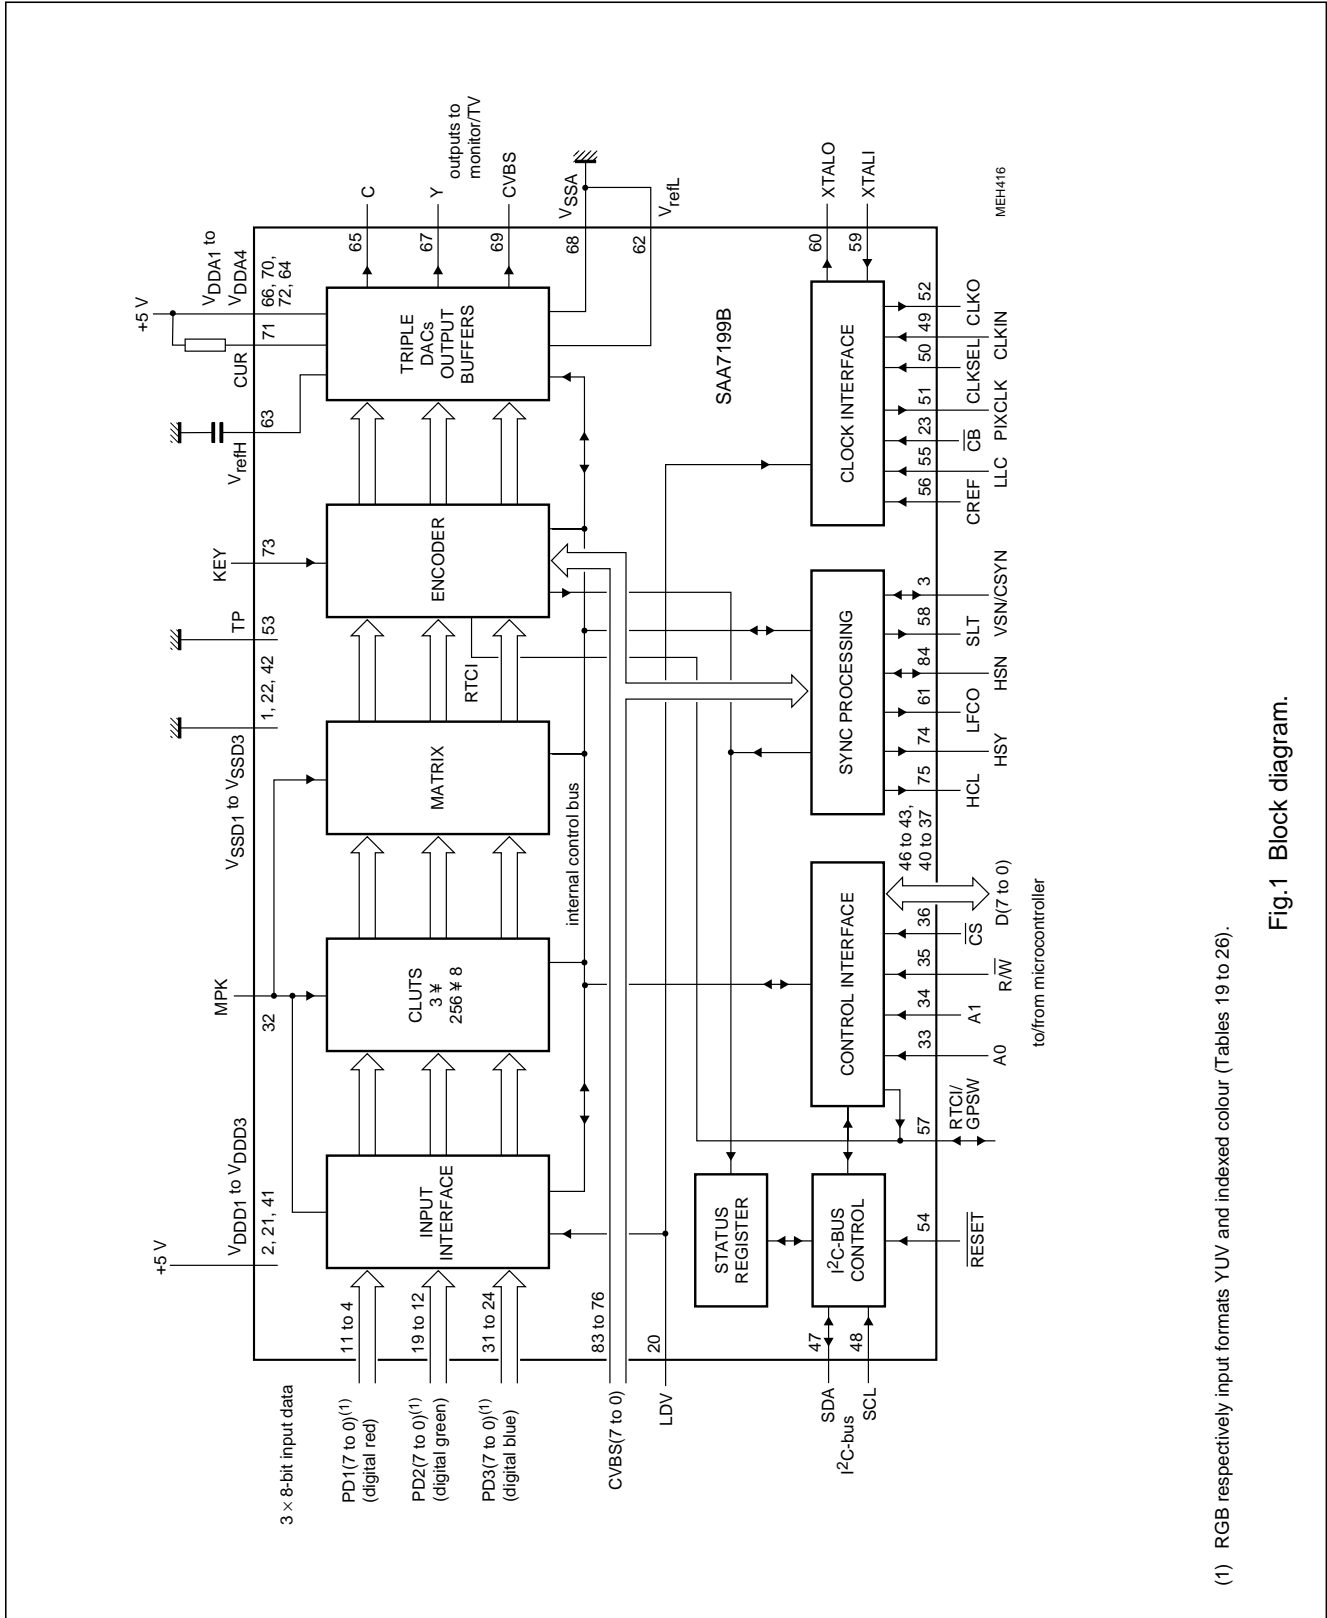 +5 V
VDDD1 to VDDD3
2, 21, 41
MPK
32
VSSD1 to VSSD3
1, 22, 42
TP
53
KEY
73
VrefH
63
CUR
71
+5 V
VDDA1 to
VDDA4
66, 70,
72, 64
3 × 8-bit input data
PD1(7 to 0)(1)
(digital red)
11 to 4
PD2(7 to 0)(1)
(digital green)
19 to 12
PD3(7 to 0)(1)
(digital blue)
31 to 24
INPUT
INTERFACE
CLUTS
3 ¥
256 ¥ 8
MATRIX
ENCODER
TRIPLE
DACs
OUTPUT
BUFFERS
65
C
67
Y
outputs to
monitor/TV
69
CVBS
68
VSSA
62
VrefL
internal control bus
RTCI
CVBS(7 to 0)
83 to 76
LDV
20
SAA7199B
STATUS
REGISTER
I2C-BUS
CONTROL
CONTROL INTERFACE
SYNC PROCESSING
CLOCK INTERFACE
60
XTALO
59
XTALI
SDA
47
I2C-bus
SCL
48
54
RESET
57
RTCI/
GPSW
33
A0
34
A1
35
R/W
36
CS
46 to 43,
40 to 37
D(7 to 0)
to/from microcontroller
75
HCL
74
HSY
61
LFCO
84
HSN
58
SLT
3
VSN/CSYN
56
CREF
55
LLC
23
CB
51
PIXCLK
50
CLKSEL
49
CLKIN
52
CLKO
MEH416
(1) RGB respectively input formats YUV and indexed colour (Tables 19 to 26).
Fig.1 Block diagram.